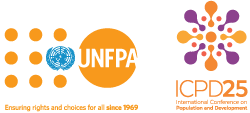 UNFPA
Ensuring rights and choices for all since 1969
ICPD25
International Conference on
Population and Development